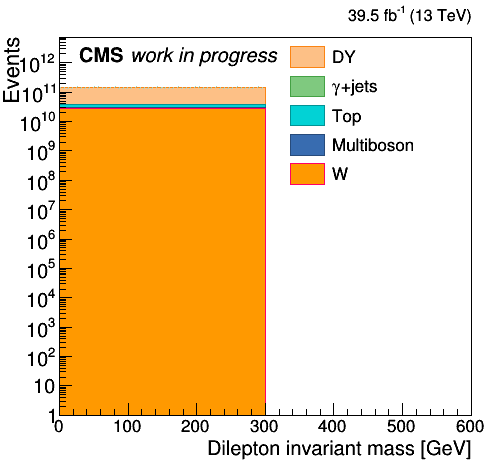 39.5 fb⁻¹ (13 TeV)
CMS work in progress
Events
10¹²
10¹¹
10¹⁰
10⁹
10⁸
10⁷
10⁶
10⁵
10⁴
10³
10²
10
1
DY
γ+jets
Top
Multiboson
W
0 100 200 300 400 500 600
Dilepton invariant mass [GeV]